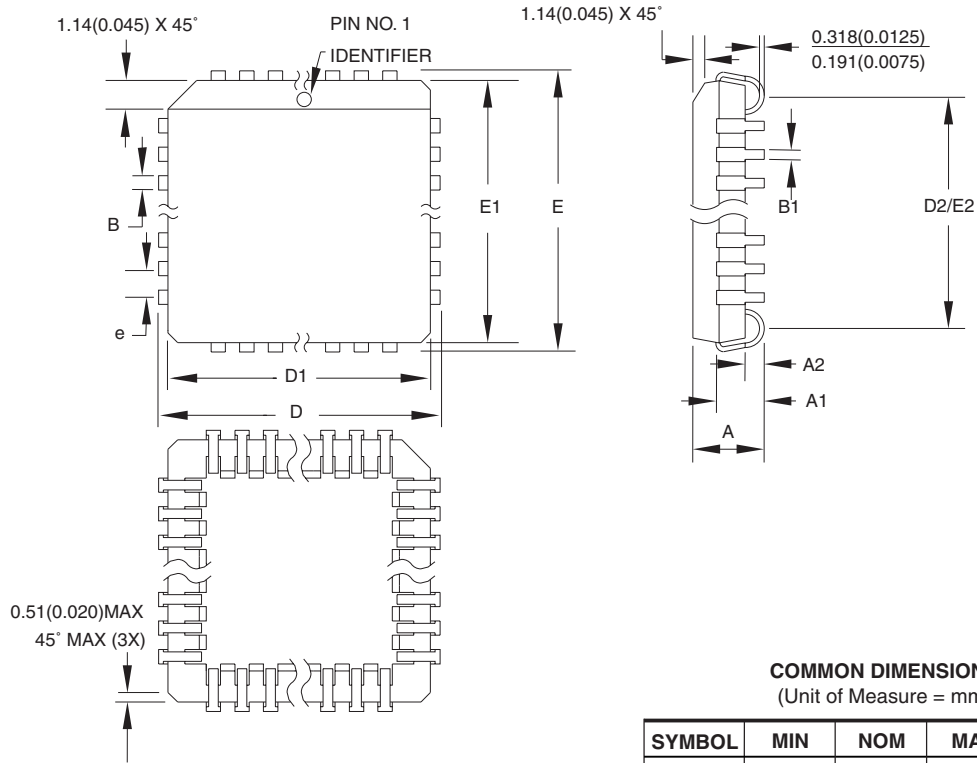 1.14(0.045) X 45˚
PIN NO. 1
IDENTIFIER
1.14(0.045) X 45˚
0.318(0.0125)
0.191(0.0075)
B
e
E1
E
B1
D2/E2
D1
D
A2
A1
A
0.51(0.020)MAX
45˚ MAX (3X)
COMMON DIMENSION
(Unit of Measure = mm
SYMBOL MIN NOM MA